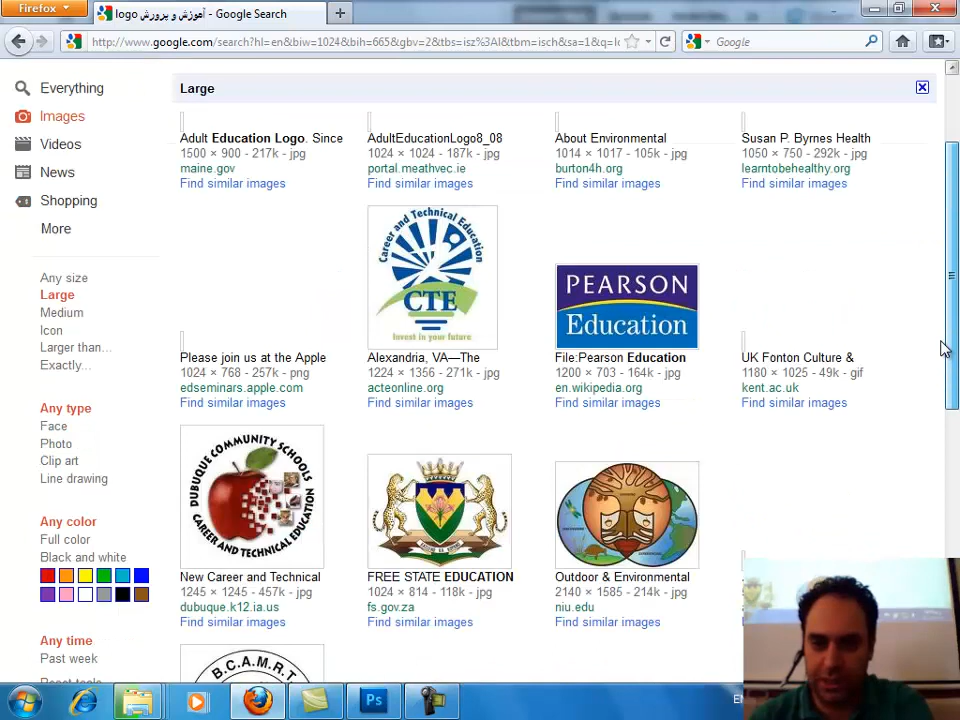 Firefox
logo آموزش و پرورش - Google Search
http://www.google.com/search?hl=en&biw=1024&bih=665&gbv=2&tbs=isz%3Al&tbm=isch&sa=1&q=lo
Google
Everything
Images
Videos
News
Shopping
More
Any size
Large
Medium
Icon
Larger than...
Exactly...
Any type
Face
Photo
Clip art
Line drawing
Any color
Full color
Black and white
Any time
Past week
Reset tools
Large
Adult Education Logo. Since
1500 × 900 - 217k - jpg
maine.gov
Find similar images
AdultEducationLogo8_08
1024 × 1024 - 187k - jpg
portal.meathvec.ie
Find similar images
About Environmental
1014 × 1017 - 105k - jpg
burton4h.org
Find similar images
Susan P. Byrnes Health
1050 × 750 - 292k - jpg
learntobehealthy.org
Find similar images
Please join us at the Apple
1024 × 768 - 257k - png
edseminars.apple.com
Find similar images
Career and Technical Education
CTE
Invest in your future
Alexandria, VA—The
1224 × 1356 - 271k - jpg
acteonline.org
Find similar images
PEARSON
Education
File:Pearson Education
1200 × 703 - 164k - jpg
en.wikipedia.org
Find similar images
UK Fonton Culture &
1180 × 1025 - 49k - gif
kent.ac.uk
Find similar images
DUBUQUE COMMUNITY SCHOOLS
CAREER AND TECHNICAL EDUCATION
New Career and Technical
1245 × 1245 - 457k - jpg
dubuque.k12.ia.us
Find similar images
FREE STATE EDUCATION
1024 × 814 - 118k - jpg
fs.gov.za
Find similar images
Outdoor & Environmental
2140 × 1585 - 214k - jpg
niu.edu
Find similar images
B.C.A.M.R.T.
Ps
EN